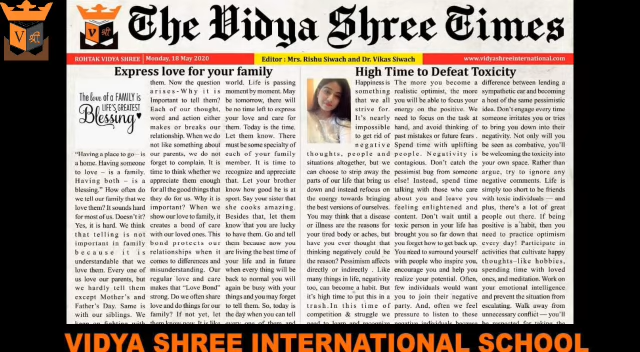 The Vidya Shree Times
ROHTAK VIDYA SHREE | Monday, 18 May 2020
Editor : Mrs. Rishu Siwach and Dr. Vikas Siwach
www.vidyashreeinternational.com
Express love for your family
The love of a FAMILY is
LIFE'S GREATEST
Blessing
"Having a place to go—is
a home. Having someone
to love – is a family.
Having both – is a
blessing." How often do
we tell our family that we
love them? It sounds hard
for most of us. Doesn't it?
Yes, it is hard. We think
that telling is not
important in family
because it is
understandable that we
love them. Every one of
us love our parents, but
we hardly tell them
except Mother's and
Father's Day. Same is
with our siblings. We
them. Now the question
arises-Why it is
Important to tell them?
Each of our thought,
word and action either
makes or breaks our
relationship. When we do
not like something about
our parents, we do not
forget to complain. It is
time to think whether we
appreciate them enough
for all the good things that
they do for us. Why it is
important? When we
show our love to family, it
creates a bond of care
with our loved ones. This
bond protects our
relationships when it
comes to differences and
misunderstanding. Our
regular love and care
makes that "Love Bond"
strong. Do we often share
love and do things for our
family? If not yet, let
world. Life is passing
moment by moment. May
be tomorrow, there will
be no time left to express
your love and care for
them. Today is the time.
Let them know. There
must be some specialty of
each of your family
member. It is time to
recognize and appreciate
that. Let your brother
know how good he is at
sport. Say your sister that
she cooks amazing.
Besides that, let them
know that you are lucky
to have them. Go and tell
them because now you
are living the best time of
your life and in future
when every thing will be
back to normal you will
again be busy with your
things and you may forget
to tell them. So, today is
the day when you can tell
every one of them and
High Time to Defeat Toxicity
Happiness is
something
that we all
strive for.
It's nearly
impossible
to get rid of
negative
thoughts, people and
situations altogether, but we
can choose to strip away the
parts of our life that bring us
down and instead refocus on
the energy towards bringing
the best versions of ourselves.
You may think that a disease
or illness are the reasons for
your tired body or aches, but
have you ever thought that
thinking negatively could be
the reason? Pessimism affects
directly or indirectly . Like
many things in life, negativity
too, can become a habit. But
it's high time to put this in a
trash. In this time of
competition & struggle we
The more you become a
realistic optimist, the more
you will be able to focus your
energy on the positive. We
need to focus on the task at
hand, and avoid thinking of
past mistakes or future fears .
Spend time with uplifting
people. Negativity is
contagious. Don't catch the
pessimist bug from someone
else! Instead, spend time
talking with those who care
about you and leave you
feeling enlightened and
content. Don't wait until a
toxic person in your life has
brought you so far down that
you forget how to get back up.
You need to surround yourself
with people who inspire you,
encourage you and help you
realize your potential. Often,
few individuals would want
you to join their negative
party. And, often we feel
pressure to listen to those
negative individuals because
difference between lending a
sympathetic ear and becoming
a host of the same pessimistic
idea. Don't engage every time
someone irritates you or tries
to bring you down into their
negativity. Not only will you
be seen as combative, you'll
be welcoming the toxicity into
your own space. Rather than
argue, try to ignore any
negative comments. Life is
simply too short to be friends
with toxic individuals — and
plus, there's a lot of great
people out there. If being
positive is a habit, then you
need to practice optimism
every day! Participate in
activities that cultivate happy
thoughts–like hobbies,
spending time with loved
ones, and meditation. Work on
your emotional intelligence
and prevent the situation from
escalating. Walk away from
unnecessary conflict — you'll
VIDYA SHREE INTERNATIONAL SCHOOL